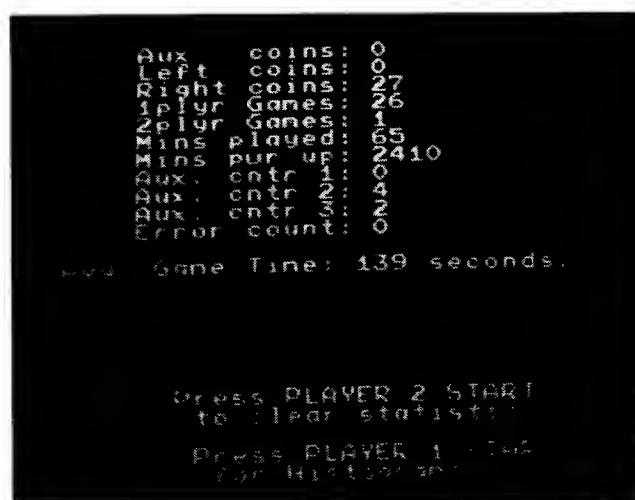 Aux coins: 0
Left coins: 0
Right coins: 27
1plyr Games: 26
2plyr Games: 1
Mins played: 65
Mins pwr up: 2410
Aux. cntr 1: 0
Aux. cntr 2: 4
Aux. cntr 3: 2
Error count: 0
Game Time: 139 seconds.
Press PLAYER 2 START
to clear
Press PLAYER 1
for